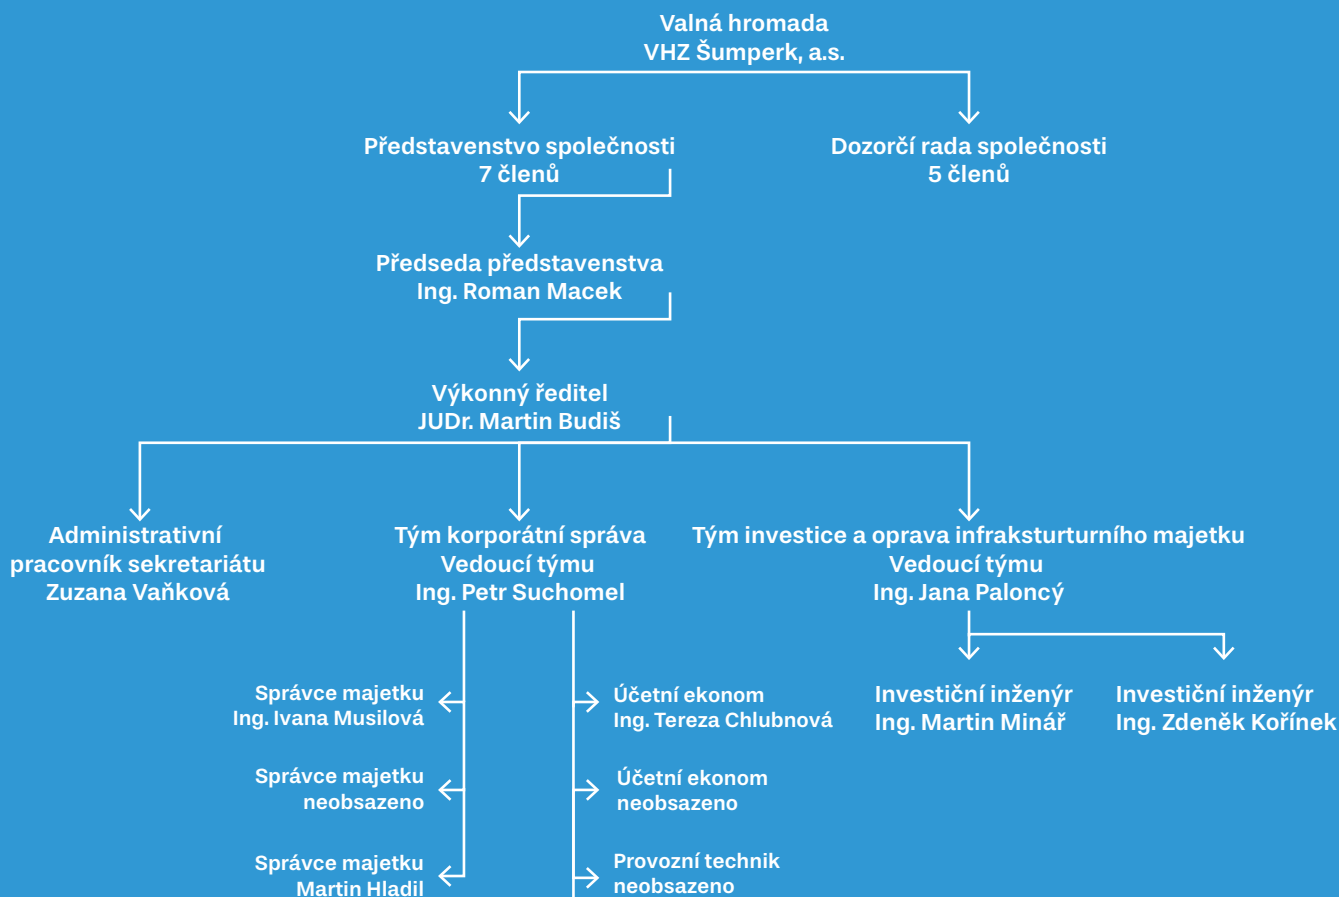 Valná hromada
VHZ Šumperk, a.s.
Představenstvo společnosti
7 členů
Dozorčí rada společnosti
5 členů
Předseda představenstva
Ing. Roman Macek
Výkonný ředitel
JUDr. Martin Budiš
Administrativní
pracovník sekretariátu
Zuzana Vaňková
Tým korporátní správa
Vedoucí týmu
Ing. Petr Suchomel
Tým investice a oprava infraksturturního majetku
Vedoucí týmu
Ing. Jana Paloncý
Správce majetku
Ing. Ivana Musilová
Účetní ekonom
Ing. Tereza Chlubnová
Investiční inženýr
Ing. Martin Minář
Investiční inženýr
Ing. Zdeněk Kořínek
Správce majetku
neobsazeno
Účetní ekonom
neobsazeno
Správce majetku
Martin Hladil
Provozní technik
neobsazeno